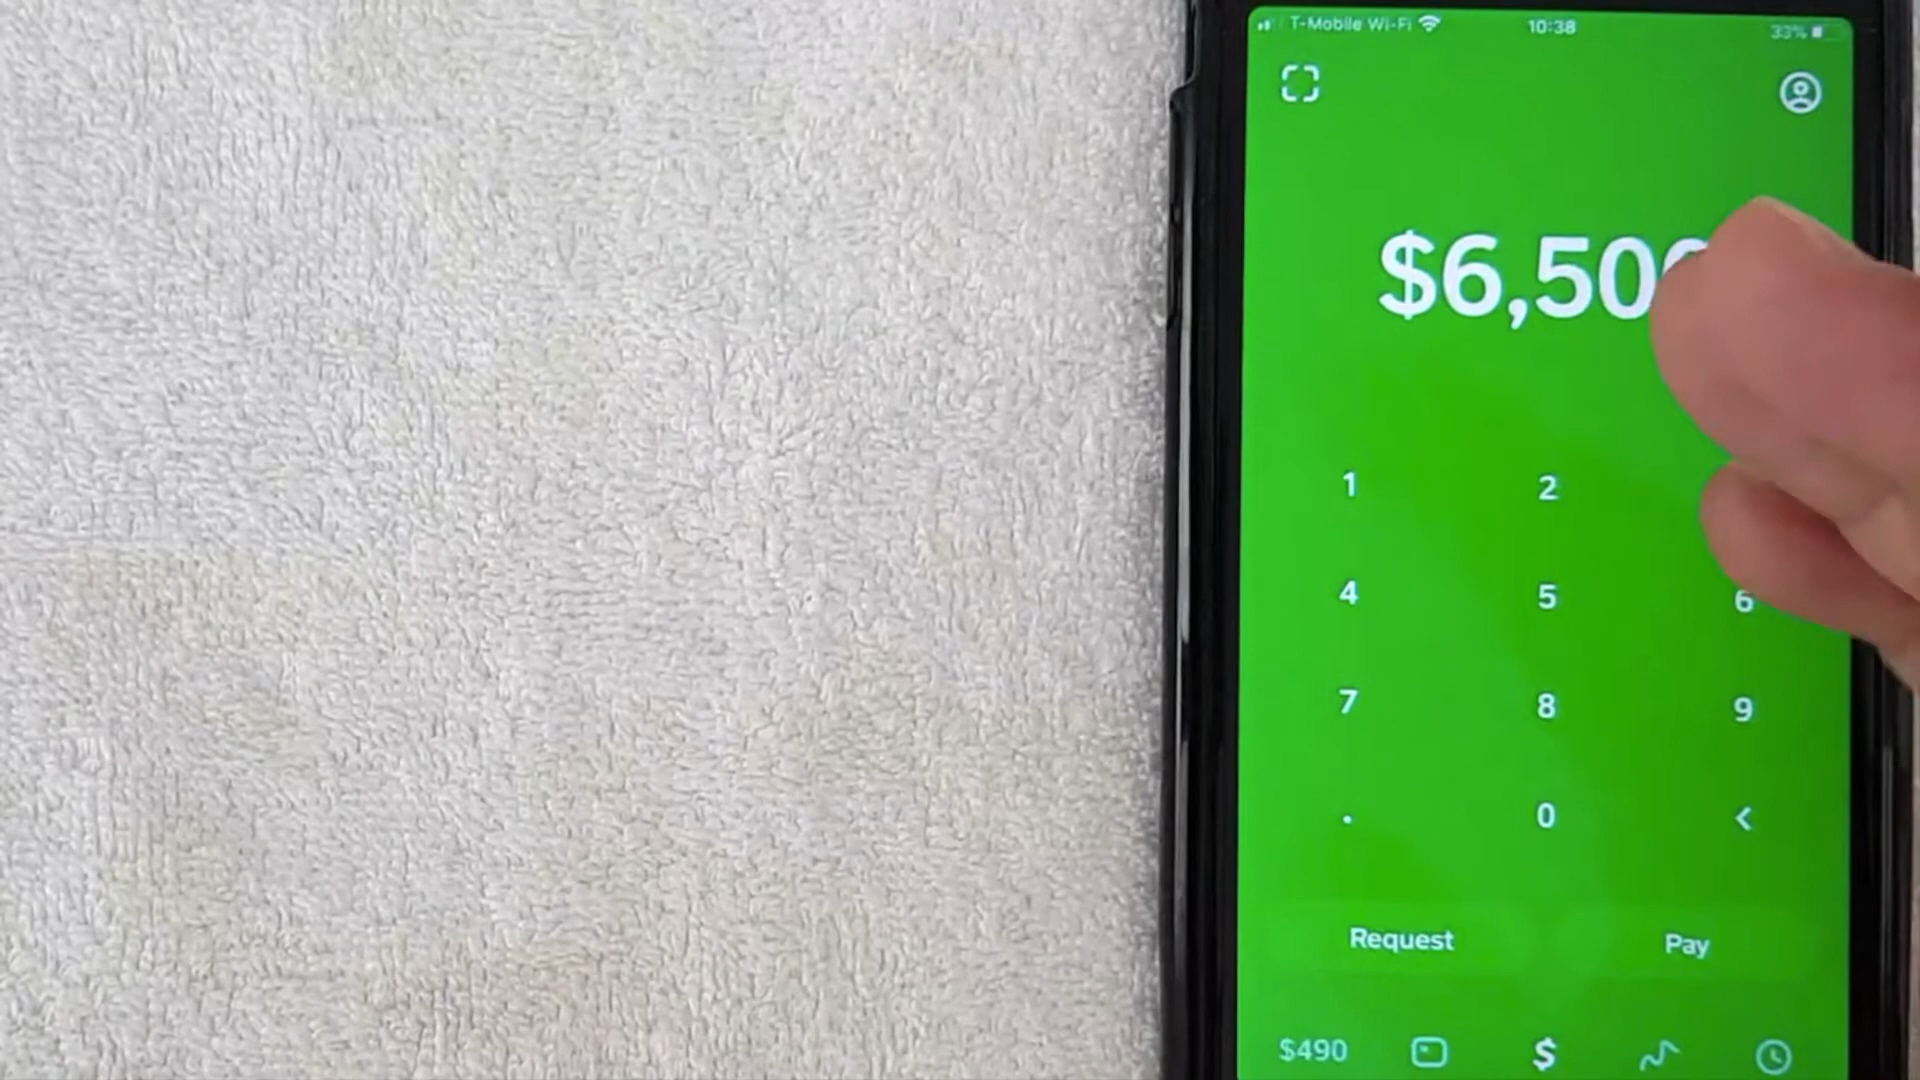 T-Mobile Wi-Fi 10:38 33%
$6,500
1 2
4 5 6
7 8 9
. 0 <
Request Pay
$490 $